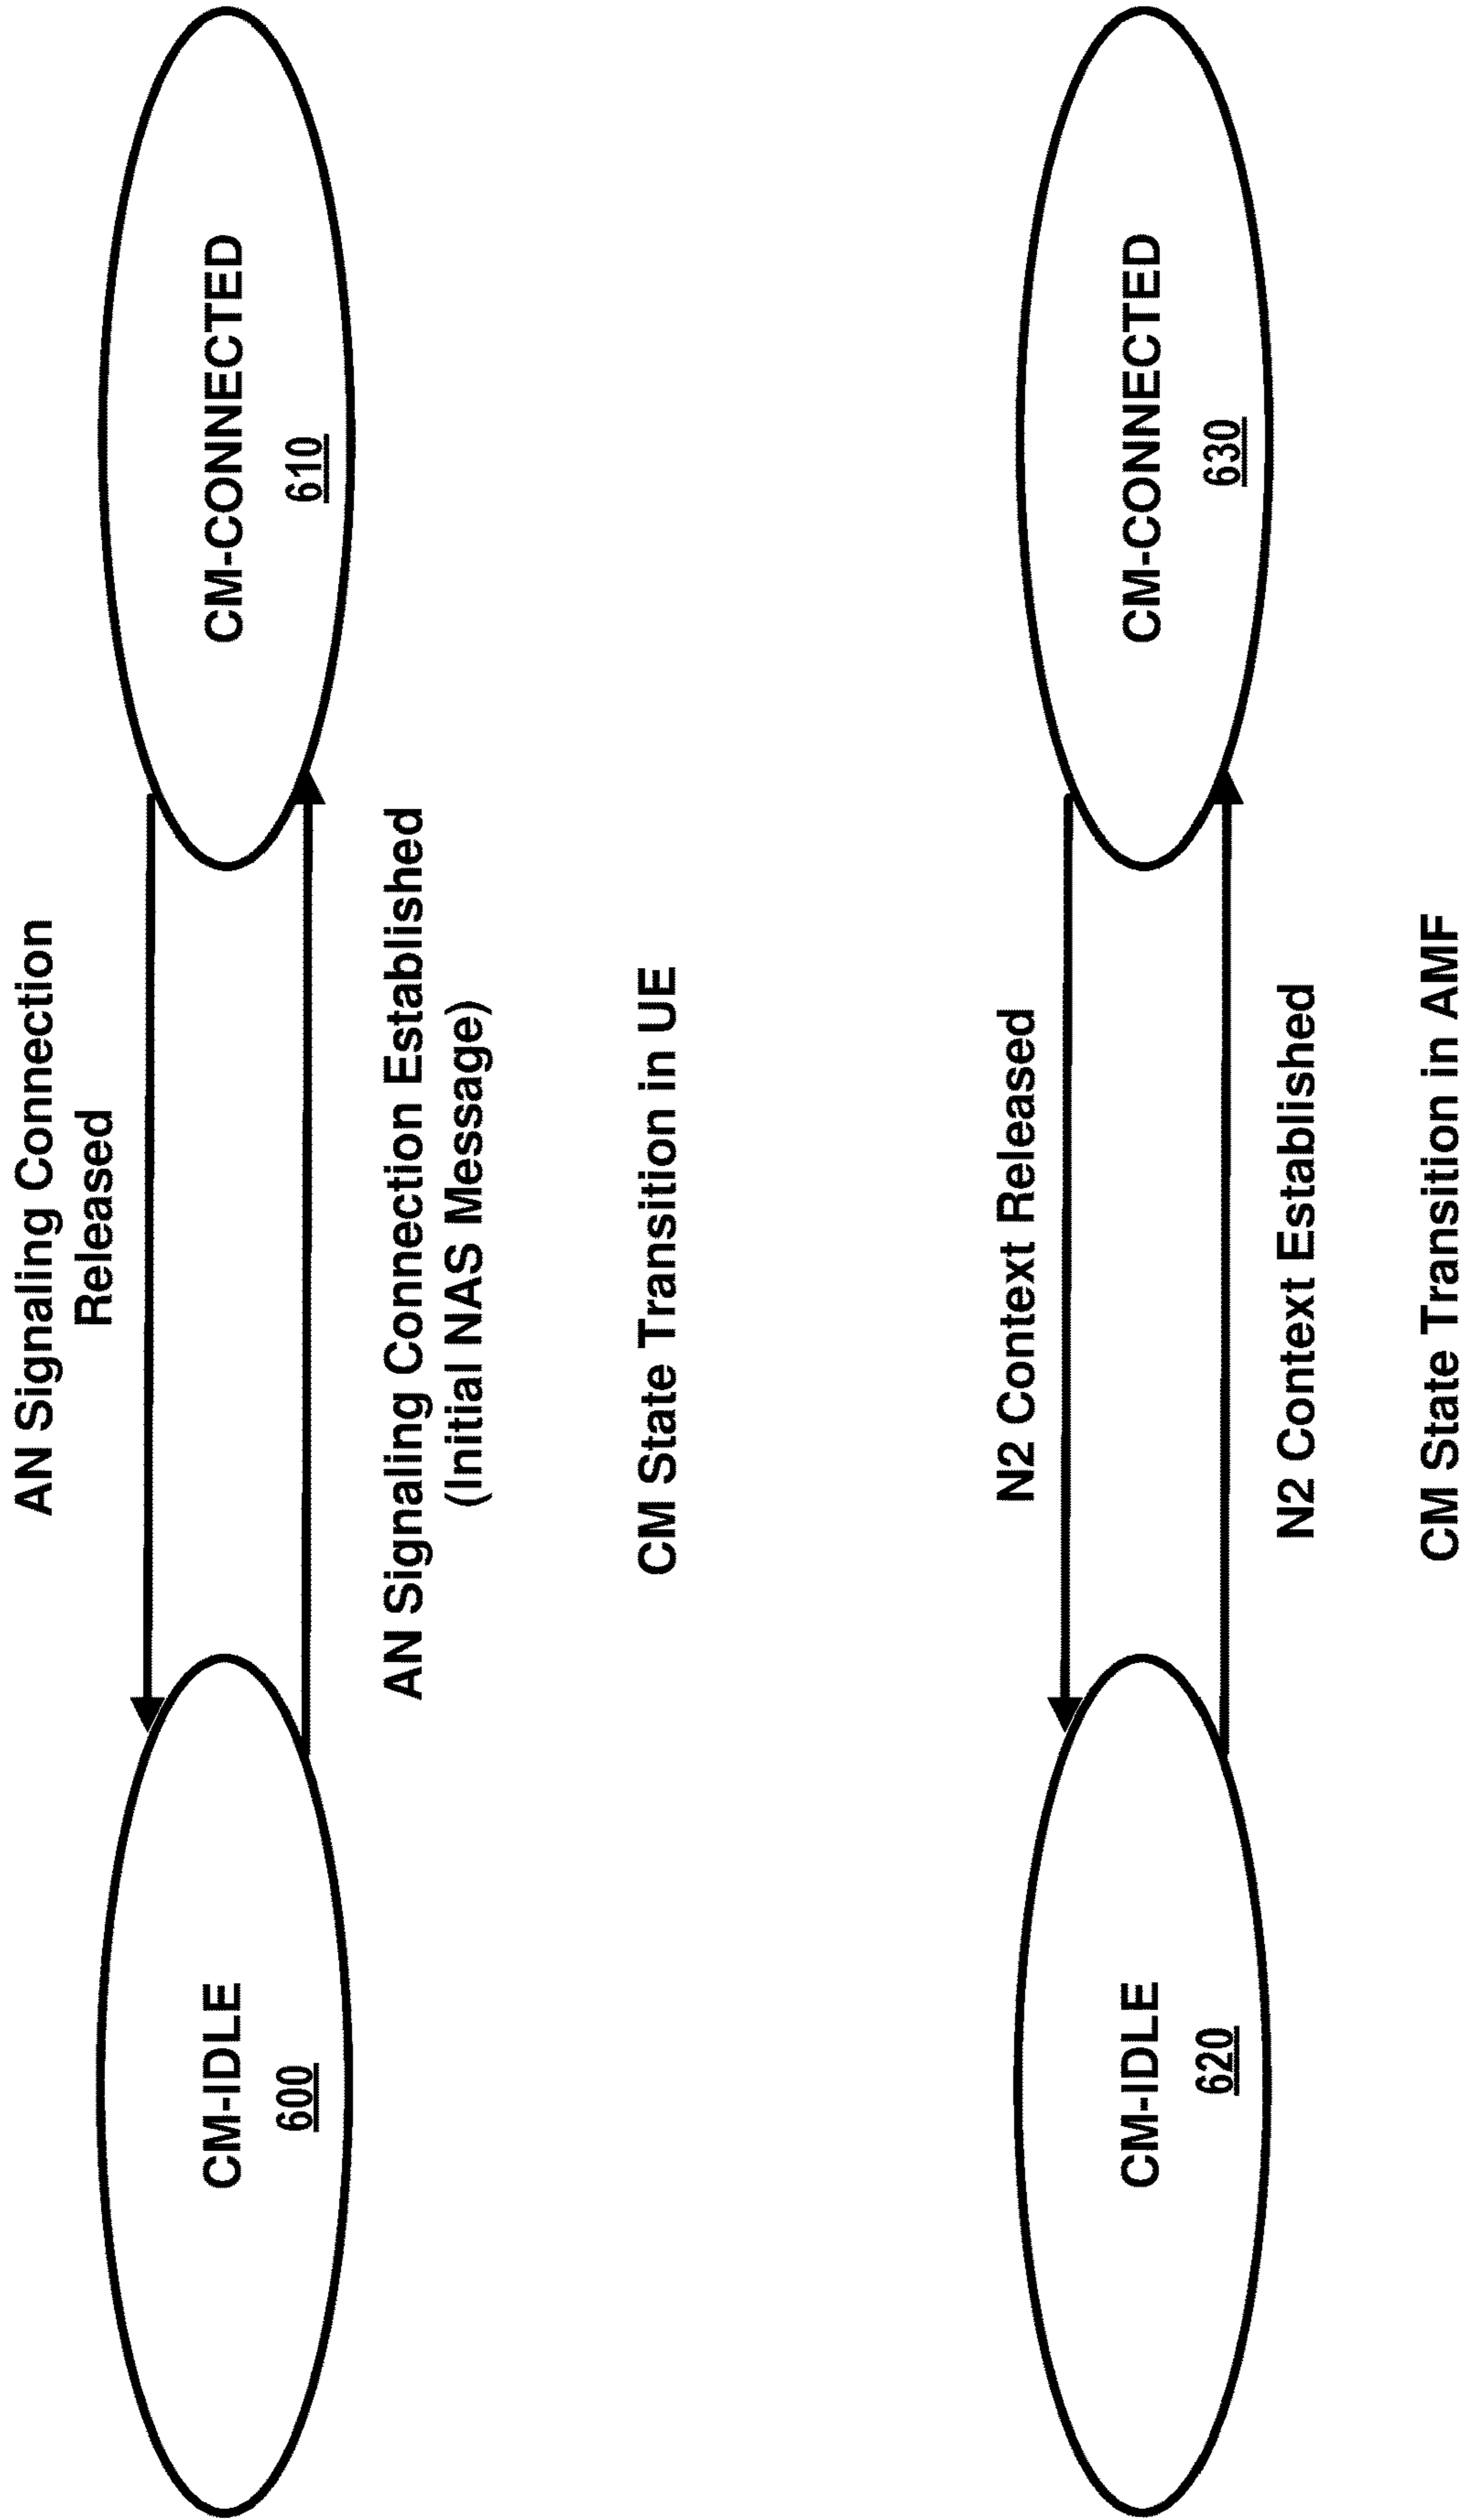 AN Signaling Connection
Released
CM-IDLE
600
CM-CONNECTED
610
AN Signaling Connection Established
(Initial NAS Message)
CM State Transition in UE
N2 Context Released
CM-IDLE
620
CM-CONNECTED
630
N2 Context Established
CM State Transition in AMF